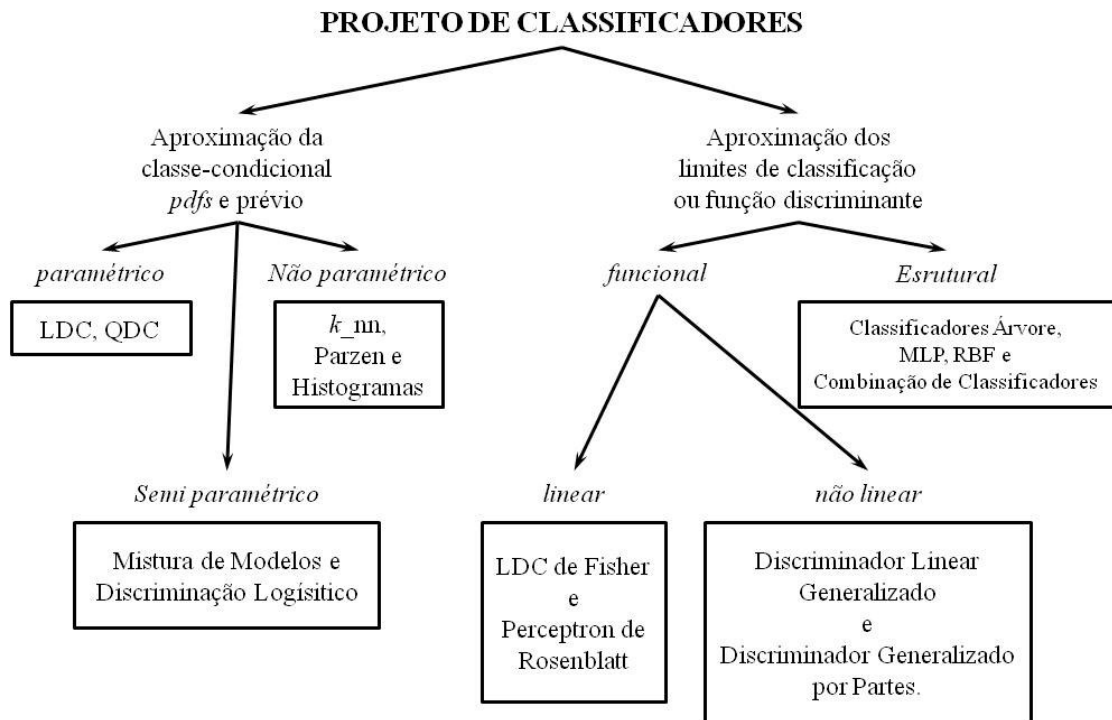 PROJETO DE CLASSIFICADORES
Aproximação da
classe-condicional
pdfs e prévio
Aproximação dos
limites de classificação
ou função discriminante
paramétrico
Não paramétrico
funcional
Esrutural
LDC, QDC
k_nn,
Parzen e
Histogramas
Classificadores Árvore,
MLP, RBF e
Combinação de Classificadores
Semi paramétrico
linear
não linear
Mistura de Modelos e
Discriminação Logísitico
LDC de Fisher
e
Perceptron de
Rosenblatt
Discriminador Linear
Generalizado
e
Discriminador Generalizado
por Partes.